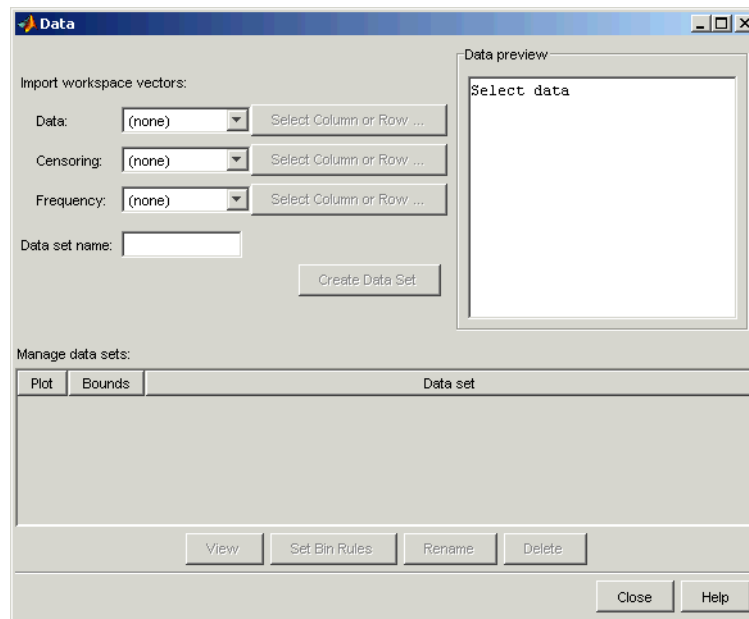 Data
Import workspace vectors:
Data: (none) Select Column or Row ...
Censoring: (none) Select Column or Row ...
Frequency: (none) Select Column or Row ...
Data set name:
Create Data Set
Data preview
Select data
Manage data sets:
Plot Bounds Data set
View Set Bin Rules Rename Delete
Close Help